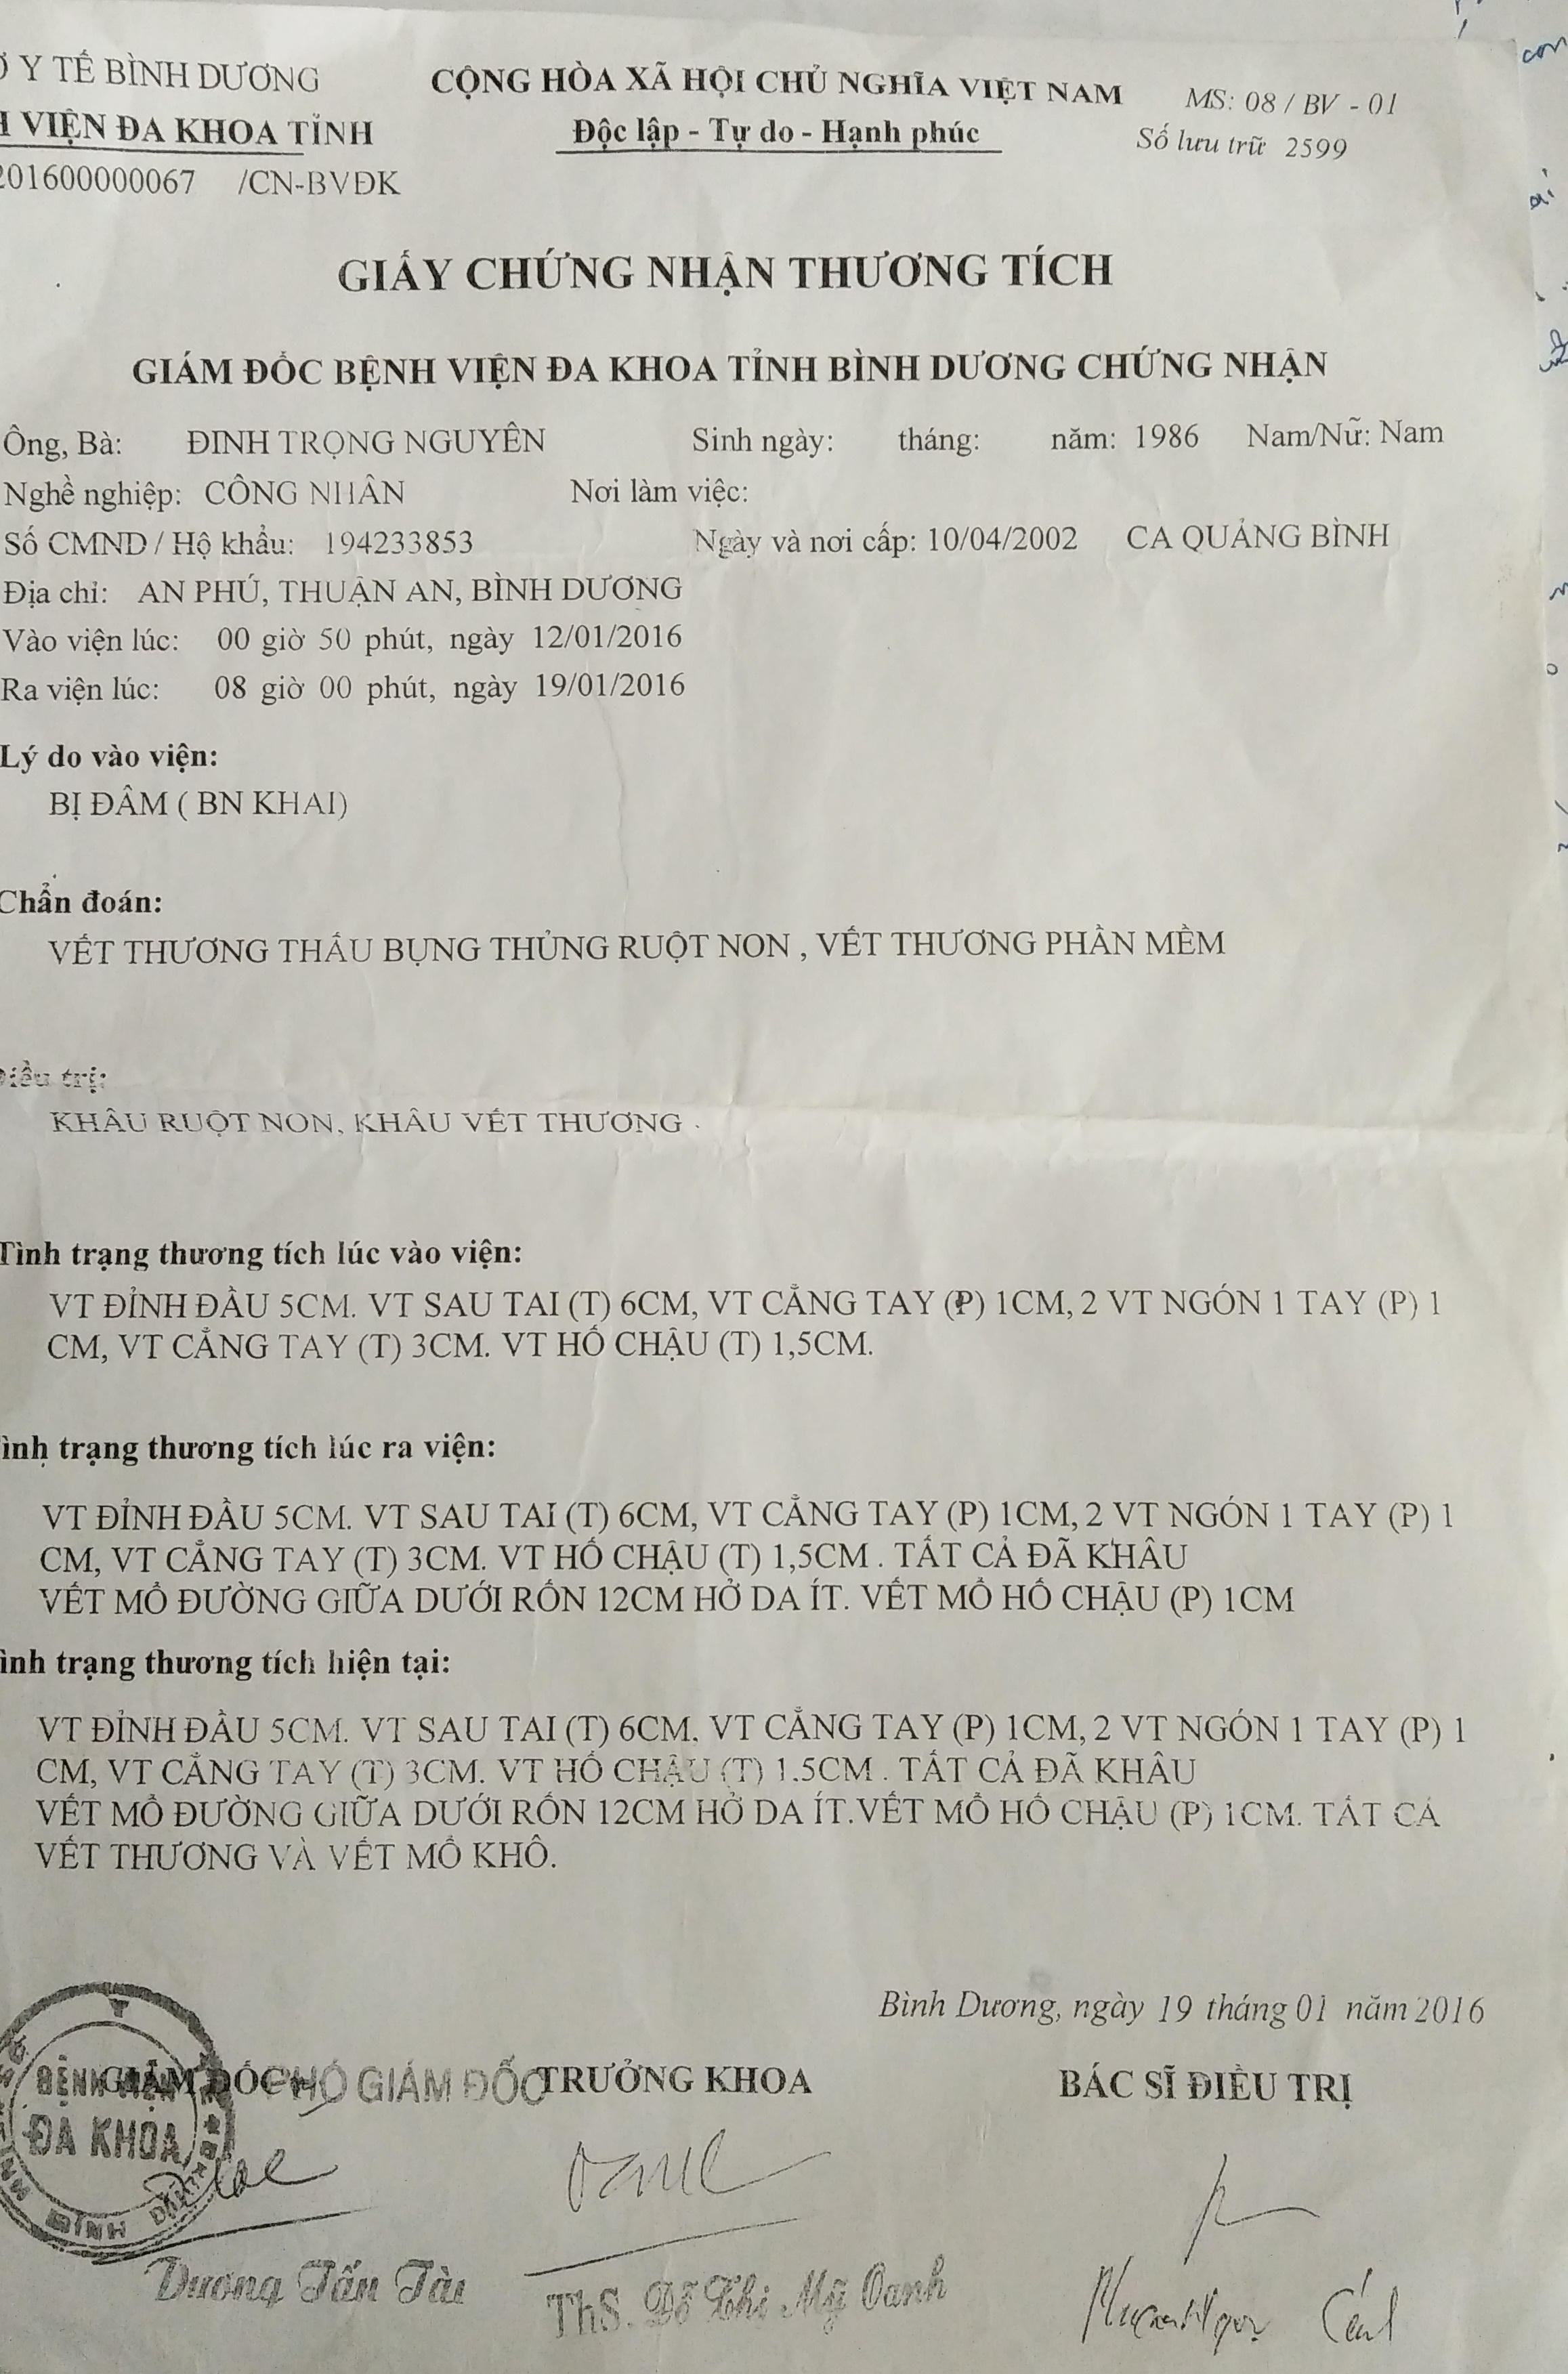 Y TẾ BÌNH DƯƠNG
VIỆN ĐA KHOA TỈNH
201600000067 /CN-BVĐK
CỘNG HÒA XÃ HỘI CHỦ NGHĨA VIỆT NAM
Độc lập - Tự do - Hạnh phúc
MS: 08 / BV - 01
Số lưu trữ 2599
GIẤY CHỨNG NHẬN THƯƠNG TÍCH
GIÁM ĐỐC BỆNH VIỆN ĐA KHOA TỈNH BÌNH DƯƠNG CHỨNG NHẬN
Ông, Bà: ĐINH TRỌNG NGUYÊN Sinh ngày: tháng: năm: 1986 Nam/Nữ: Nam
Nghề nghiệp: CÔNG NHÂN Nơi làm việc:
Số CMND / Hộ khẩu: 194233853 Ngày và nơi cấp: 10/04/2002 CA QUẢNG BÌNH
Địa chỉ: AN PHÚ, THUẬN AN, BÌNH DƯƠNG
Vào viện lúc: 00 giờ 50 phút, ngày 12/01/2016
Ra viện lúc: 08 giờ 00 phút, ngày 19/01/2016
Lý do vào viện:
BỊ ĐÂM ( BN KHAI)
Chẩn đoán:
VẾT THƯƠNG THẤU BỤNG THỦNG RUỘT NON , VẾT THƯƠNG PHẦN MỀM
Điều trị:
KHÂU RUỘT NON, KHÂU VẾT THƯƠNG .
Tình trạng thương tích lúc vào viện:
VT ĐỈNH ĐẦU 5CM. VT SAU TAI (T) 6CM, VT CẲNG TAY (P) 1CM, 2 VT NGÓN 1 TAY (P) 1
CM, VT CẲNG TAY (T) 3CM. VT HỐ CHẬU (T) 1,5CM.
ình trạng thương tích lúc ra viện:
VT ĐỈNH ĐẦU 5CM. VT SAU TAI (T) 6CM, VT CẲNG TAY (P) 1CM, 2 VT NGÓN 1 TAY (P) 1
CM, VT CẲNG TAY (T) 3CM. VT HỐ CHẬU (T) 1,5CM . TẤT CẢ ĐÃ KHÂU
VẾT MỔ ĐƯỜNG GIỮA DƯỚI RỐN 12CM HỞ DA ÍT. VẾT MỔ HỐ CHẬU (P) 1CM
ình trạng thương tích hiện tại:
VT ĐỈNH ĐẦU 5CM. VT SAU TAI (T) 6CM. VT CẲNG TAY (P) 1CM, 2 VT NGÓN 1 TAY (P) 1
CM, VT CẲNG TAY (T) 3CM. VT HỐ CHẬU (T) 1.5CM . TẤT CẢ ĐÃ KHÂU
VẾT MỔ ĐƯỜNG GIỮA DƯỚI RỐN 12CM HỞ DA ÍT.VẾT MỔ HỐ CHẬU (P) 1CM. TẤT CẢ
VẾT THƯƠNG VÀ VẾT MỔ KHÔ.
Bình Dương, ngày 19 tháng 01 năm 2016
GIÁM ĐỐC PHÓ GIÁM ĐỐC TRƯỞNG KHOA BÁC SĨ ĐIỀU TRỊ
BỆNH VIỆN
ĐA KHOA
BÌNH DƯƠNG
Dương Tấn Tài
ThS. Đỗ Thị Mỹ Oanh